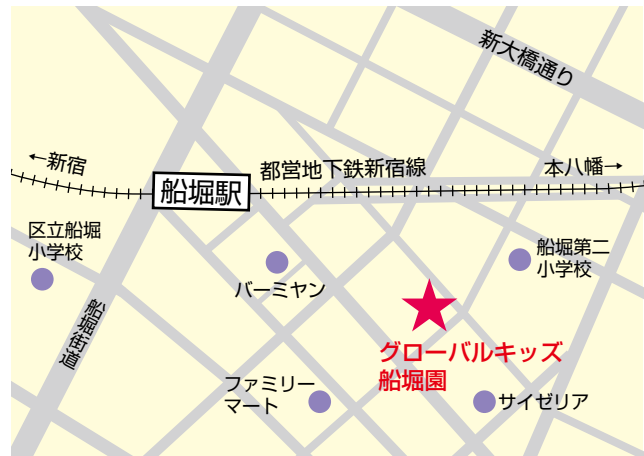 新大橋通り
←新宿
都営地下鉄新宿線
本八幡→
船堀駅
区立船堀
小学校
船堀第二
小学校
バーミヤン
船堀街道
グローバルキッズ
船堀園
ファミリー
マート
サイゼリア